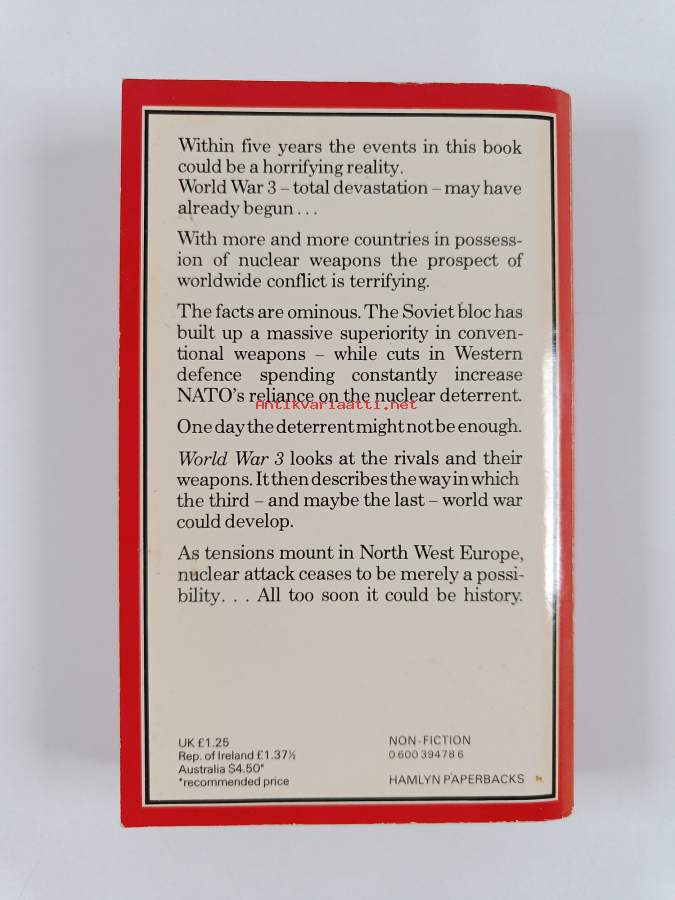 Within five years the events in this book
could be a horrifying reality.
World War 3 – total devastation – may have
already begun . . .
With more and more countries in possess-
ion of nuclear weapons the prospect of
worldwide conflict is terrifying.
The facts are ominous. The Soviet bloc has
built up a massive superiority in conven-
tional weapons – while cuts in Western
defence spending constantly increase
NATO's reliance on the nuclear deterrent.
Antikvariaatti.net
One day the deterrent might not be enough.
World War 3 looks at the rivals and their
weapons. It then describes the way in which
the third – and maybe the last – world war
could develop.
As tensions mount in North West Europe,
nuclear attack ceases to be merely a possi-
bility. . . All too soon it could be history.
UK £1.25
Rep. of Ireland £1.37½
Australia $4.50*
*recommended price
NON-FICTION
0 600 39478 6
HAMLYN PAPERBACKS